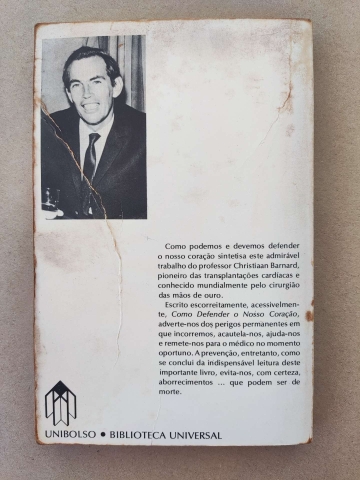 Como podemos e devemos defender
o nosso coração sintetisa este admirável
trabalho do professor Christiaan Barnard,
pioneiro das transplantações cardíacas e
conhecido mundialmente pelo cirurgião
das mãos de ouro.
Escrito escorreitamente, acessivelmen-
te, Como Defender o Nosso Coração,
adverte-nos dos perigos permanentes em
que incorremos, acautela-nos, ajuda-nos
e remete-nos para o médico no momento
oportuno. A prevenção, entretanto, como
se conclui da indispensável leitura deste
importante livro, evita-nos, com certeza,
aborrecimentos ... que podem ser de
morte.
UNIBOLSO • BIBLIOTECA UNIVERSAL